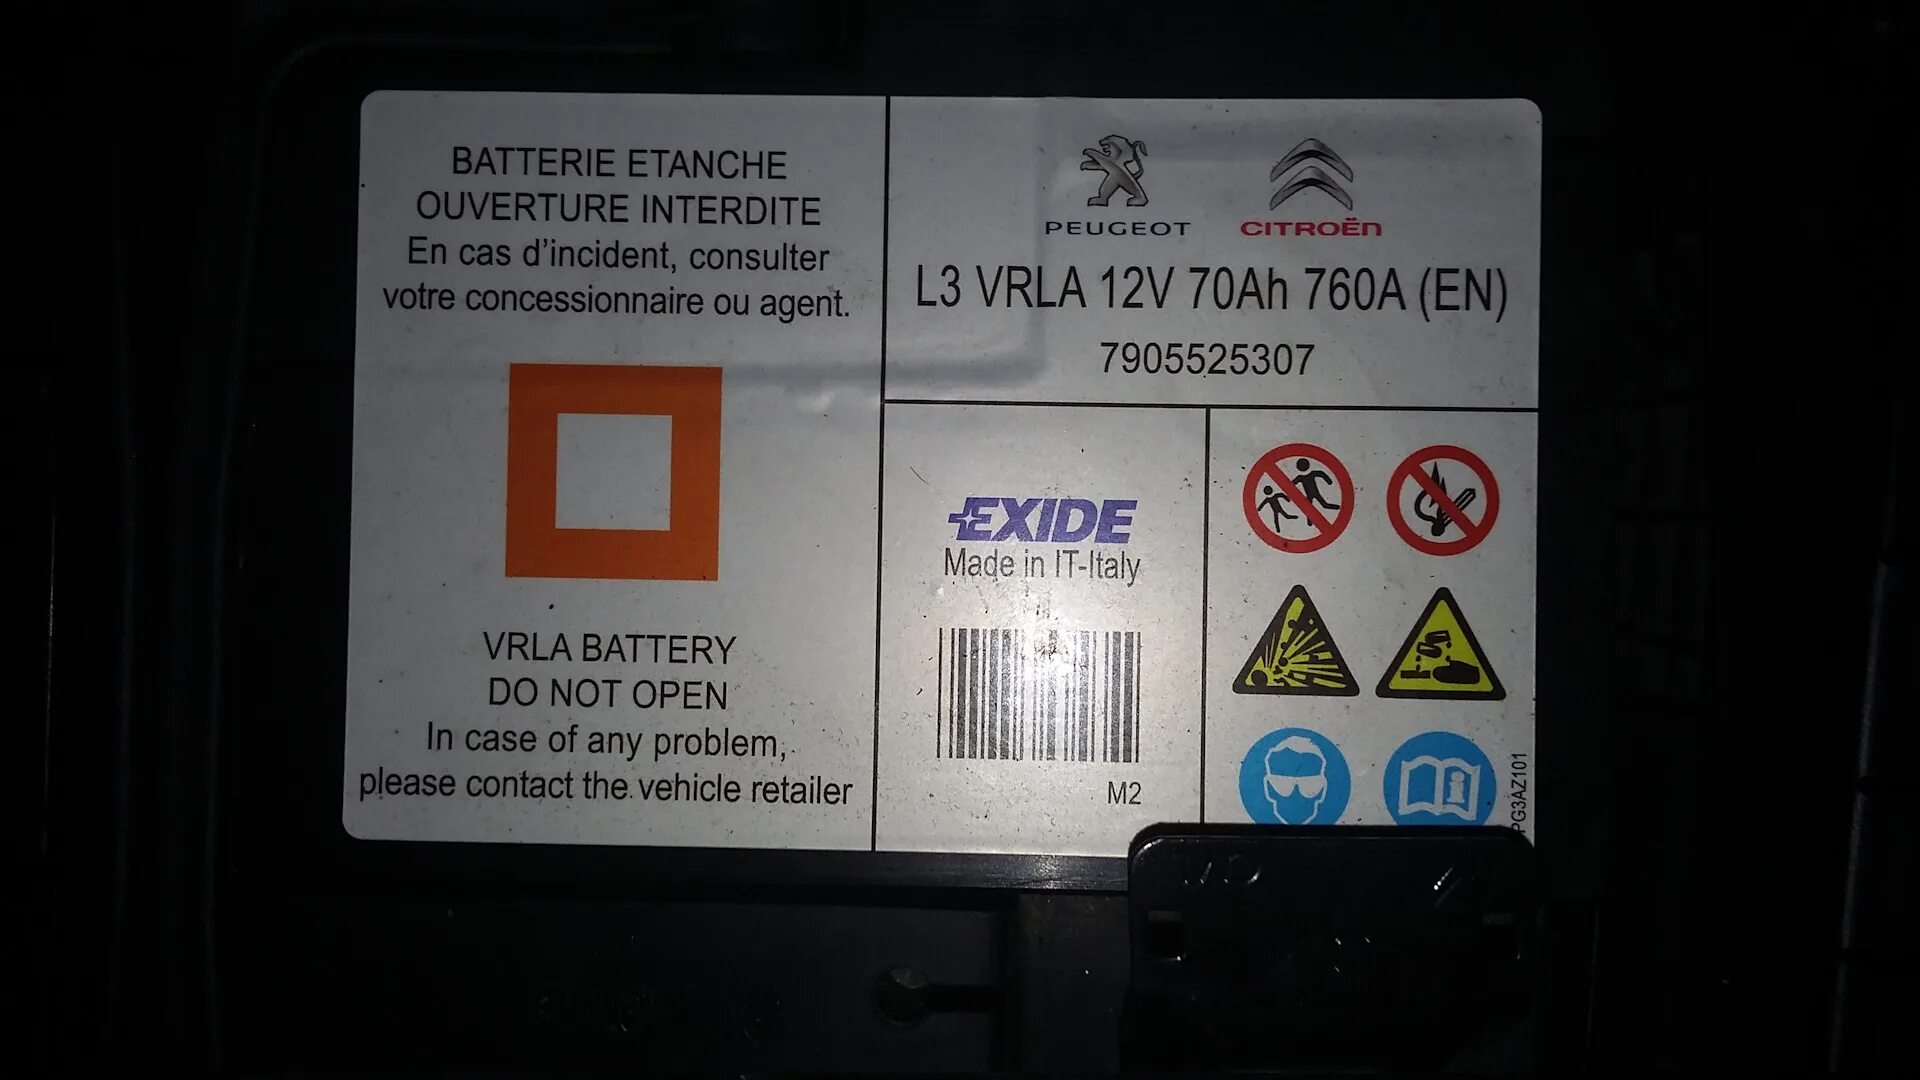 BATTERIE ETANCHE
OUVERTURE INTERDITE
En cas d'incident, consulter
votre concessionnaire ou agent.
VRLA BATTERY
DO NOT OPEN
In case of any problem,
please contact the vehicle retailer
PEUGEOT CITROËN
L3 VRLA 12V 70Ah 760A (EN)
7905525307
EXIDE
Made in IT-Italy
M2
PG3AZ101